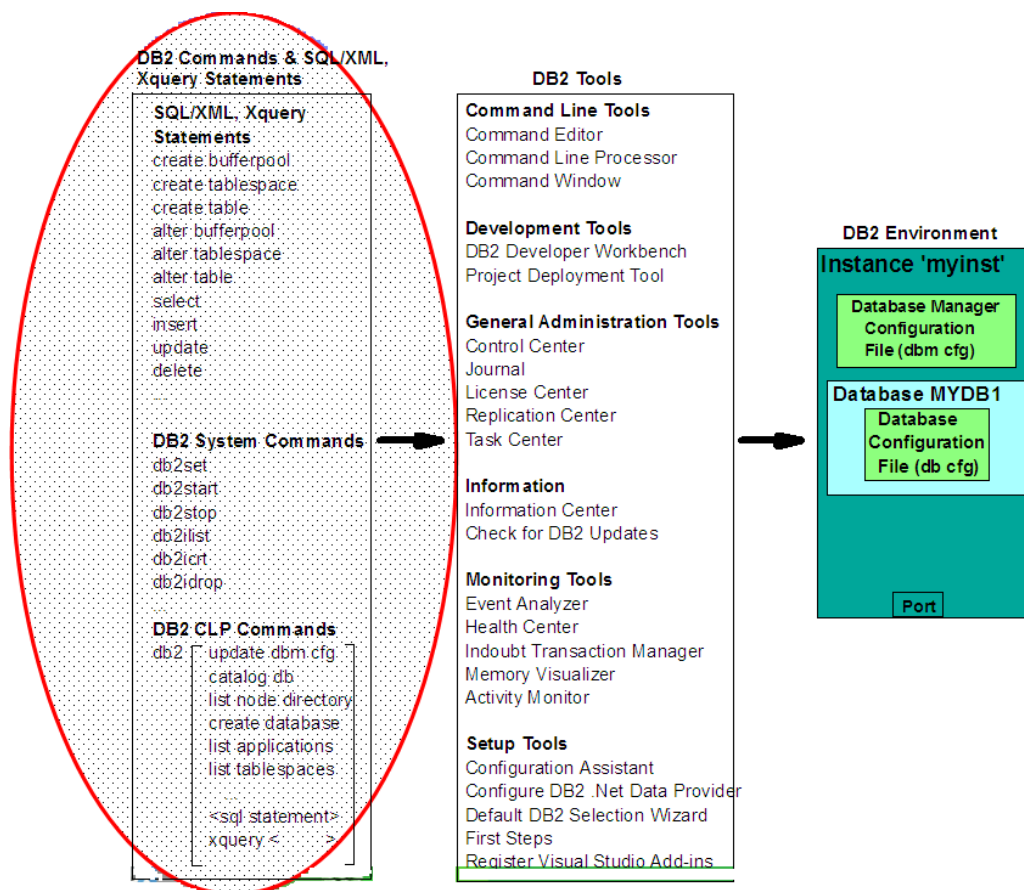 DB2 Commands & SQL/XML,
Xquery Statements
SQL/XML, Xquery
Statements
create bufferpool
create tablespace
create table
alter bufferpool
alter tablespace
alter table
select
insert
update
delete
...
DB2 System Commands
db2set
db2start
db2stop
db2ilist
db2icrt
db2idrop
...
DB2 CLP Commands
db2
update dbm cfg
catalog db
list node directory
create database
list applications
list tablespaces
...
<sql statement>
xquery < >
DB2 Tools
Command Line Tools
Command Editor
Command Line Processor
Command Window
Development Tools
DB2 Developer Workbench
Project Deployment Tool
General Administration Tools
Control Center
Journal
License Center
Replication Center
Task Center
Information
Information Center
Check for DB2 Updates
Monitoring Tools
Event Analyzer
Health Center
Indoubt Transaction Manager
Memory Visualizer
Activity Monitor
Setup Tools
Configuration Assistant
Configure DB2 .Net Data Provider
Default DB2 Selection Wizard
First Steps
Register Visual Studio Add-ins
DB2 Environment
Instance 'myinst'
Database Manager
Configuration
File (dbm cfg)
Database MYDB1
Database
Configuration
File (db cfg)
Port